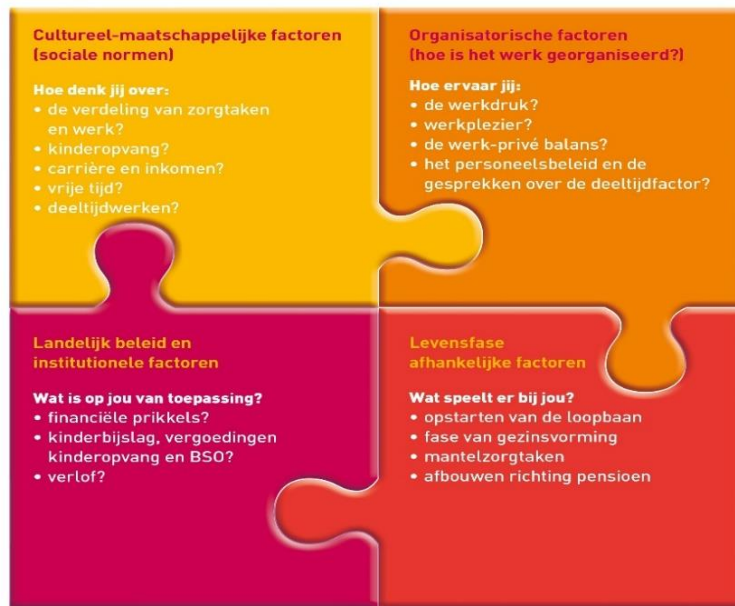 Cultureel-maatschappelijke factoren
(sociale normen)
Hoe denk jij over:
• de verdeling van zorgtaken
en werk?
• kinderopvang?
• carrière en inkomen?
• vrije tijd?
• deeltijdwerken?
Organisatorische factoren
(hoe is het werk georganiseerd?)
Hoe ervaar jij:
• de werkdruk?
• werkplezier?
• de werk-privé balans?
• het personeelsbeleid en de
gesprekken over de deeltijdfactor?
Landelijk beleid en
institutionele factoren
Wat is op jou van toepassing?
• financiële prikkels?
• kinderbijslag, vergoedingen
kinderopvang en BSO?
• verlof?
Levensfase
afhankelijke factoren
Wat speelt er bij jou?
• opstarten van de loopbaan
• fase van gezinsvorming
• mantelzorgtaken
• afbouwen richting pensioen